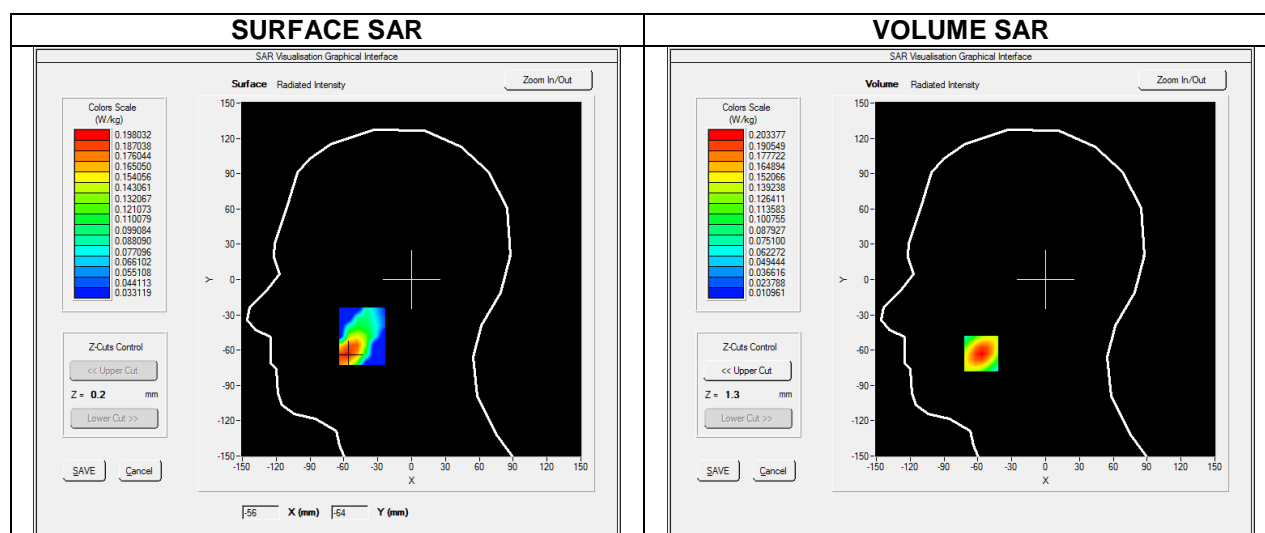 SURFACE SAR
SAR Visualisation Graphical Interface
Surface Radiated Intensity
Zoom In/Out
Colors Scale
(W/kg)
0.198032
0.187038
0.176044
0.165050
0.154056
0.143061
0.132067
0.121073
0.110079
0.099084
0.088090
0.077096
0.066102
0.055108
0.044113
0.033119
Z-Cuts Control
<< Upper Cut
Z = 0.2 mm
Lower Cut >>
SAVE Cancel
150
120
90
60
30
0
-30
-60
-90
-120
-150
Y
-150 -120 -90 -60 -30 0 30 60 90 120 150
X
-56 X (mm) -64 Y (mm)
VOLUME SAR
SAR Visualisation Graphical Interface
Volume Radiated Intensity
Zoom In/Out
Colors Scale
(W/kg)
0.203377
0.190549
0.177722
0.164894
0.152066
0.139238
0.126411
0.113583
0.100755
0.087927
0.075100
0.062272
0.049444
0.036616
0.023788
0.010961
Z-Cuts Control
<< Upper Cut
Z = 1.3 mm
Lower Cut >>
SAVE Cancel
150
120
90
60
30
0
-30
-60
-90
-120
-150
Y
-150 -120 -90 -60 -30 0 30 60 90 120 150
X